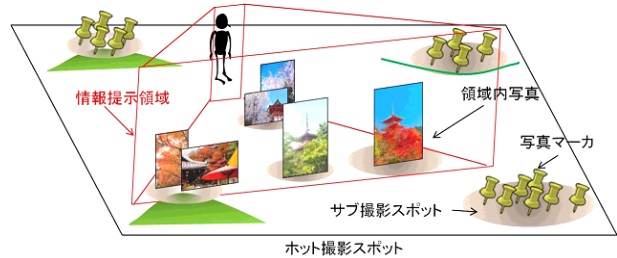 情報提示領域
領域内写真
写真マーカ
サブ撮影スポット
ホット撮影スポット